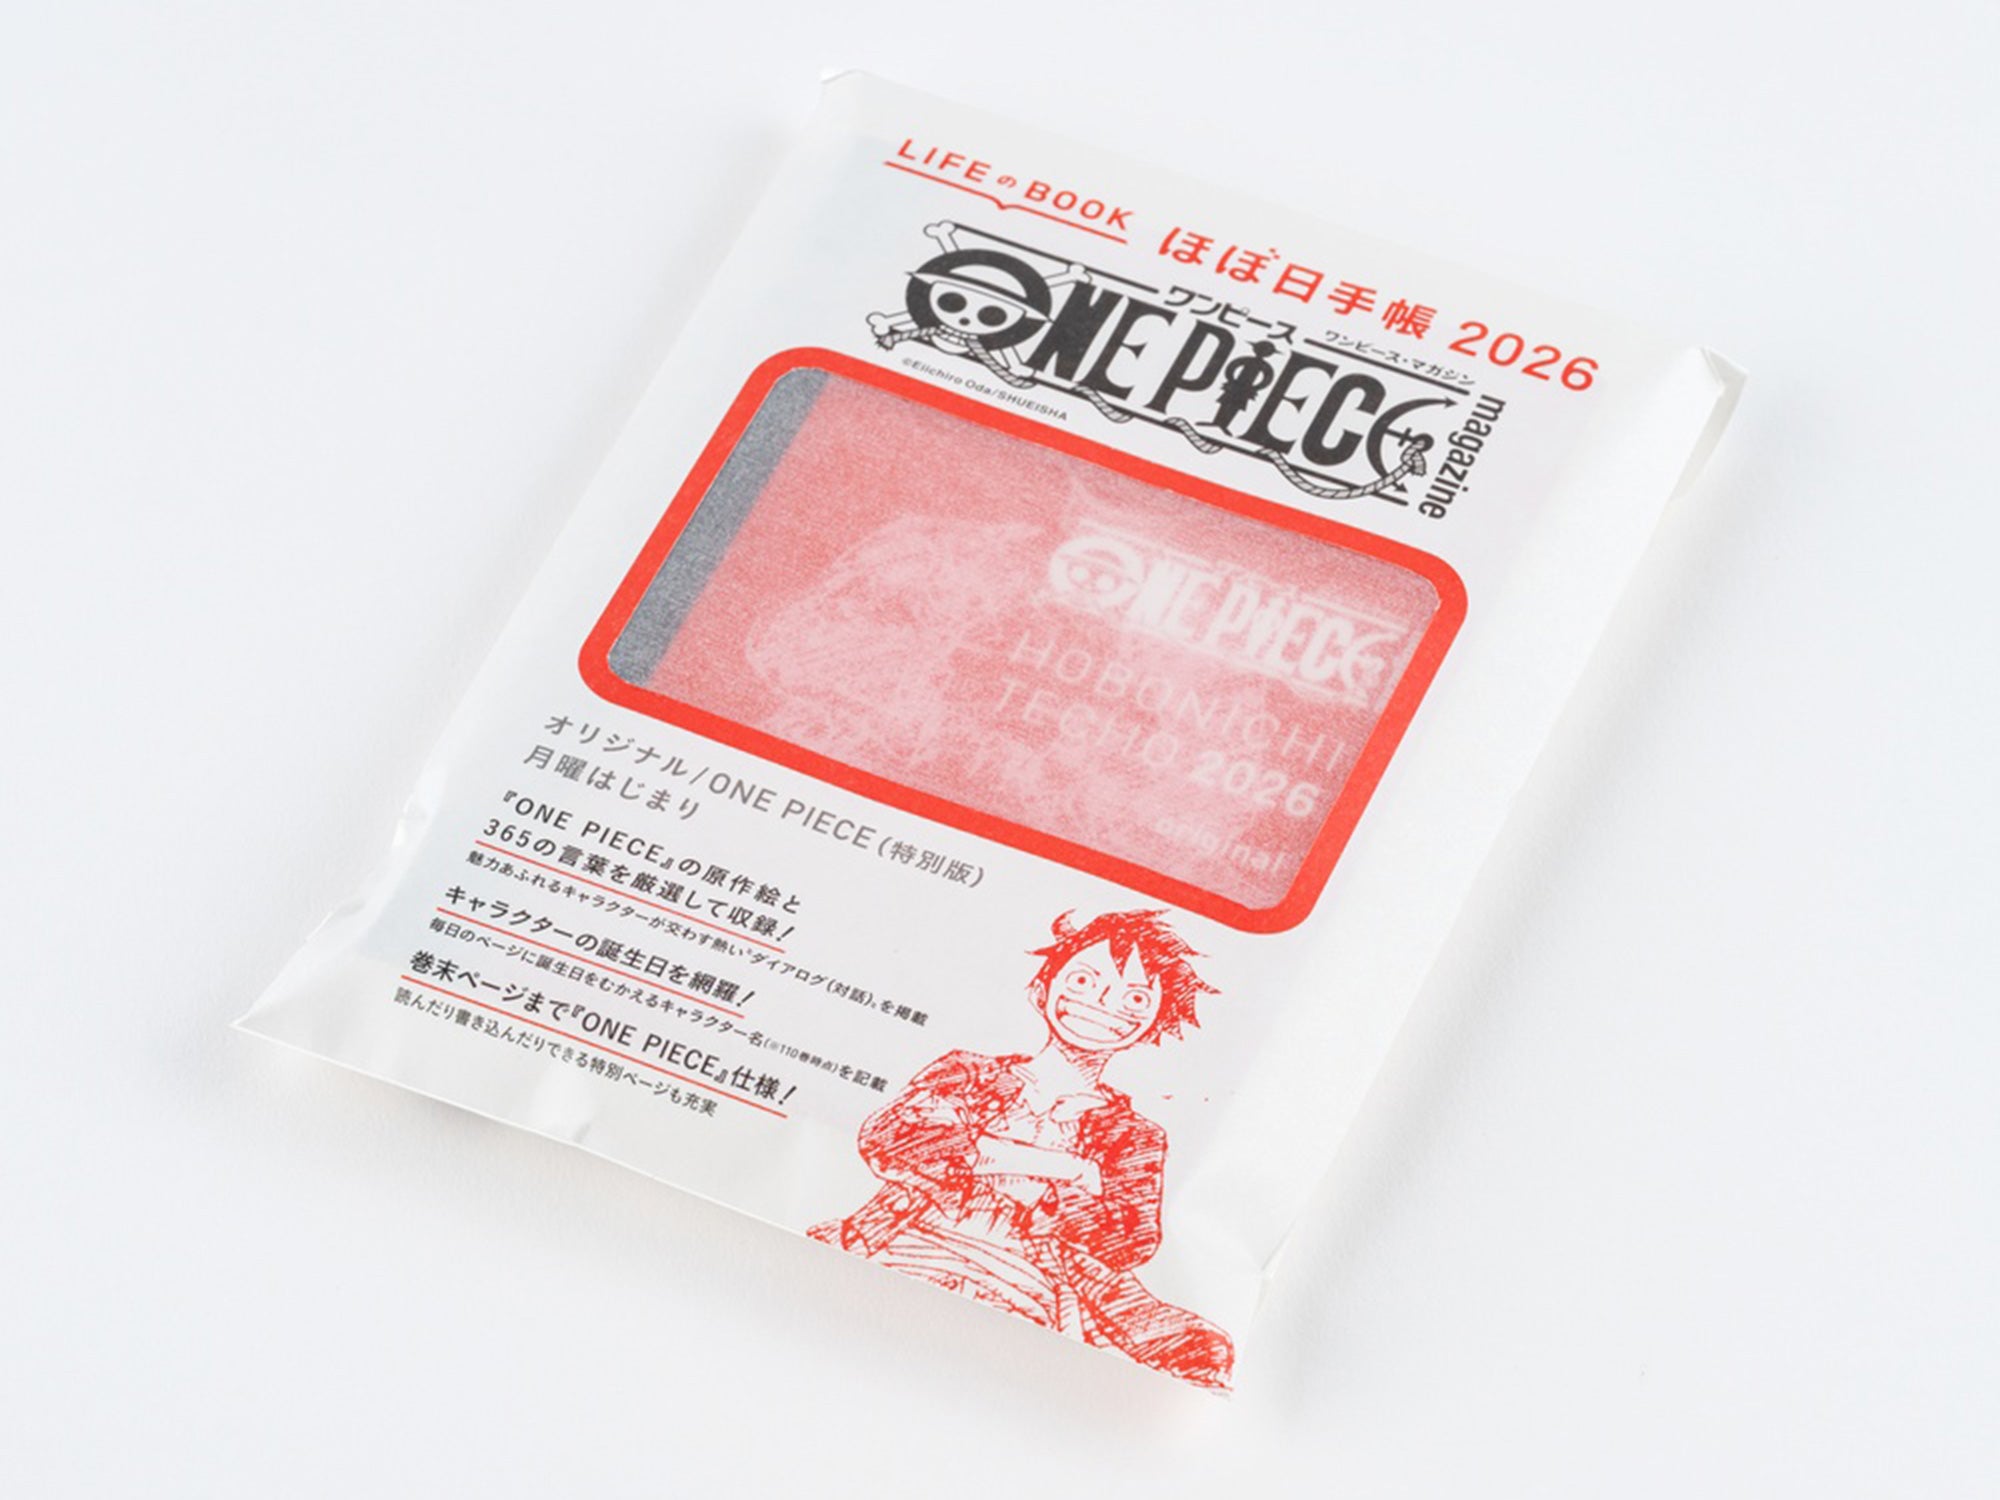 LIFEのBOOK ほぼ日手帳 2026
ワンピース
ONE PIECE
ワンピース・マガジン
magazine
©Eiichiro Oda/SHUEISHA
ONE PIECE
HOBONICHI
TECHO 2026
original
オリジナル/ONE PIECE(特別版)
月曜はじまり
『ONE PIECE』の原作絵と
365の言葉を厳選して収録!
魅力あふれるキャラクターが交わす熱い〝ダイアログ(対話)〟を掲載
キャラクターの誕生日を網羅!
毎日のページに誕生日をむかえるキャラクター名(※110巻時点)を記載
巻末ページまで『ONE PIECE』仕様!
読んだり書き込んだりできる特別ページも充実